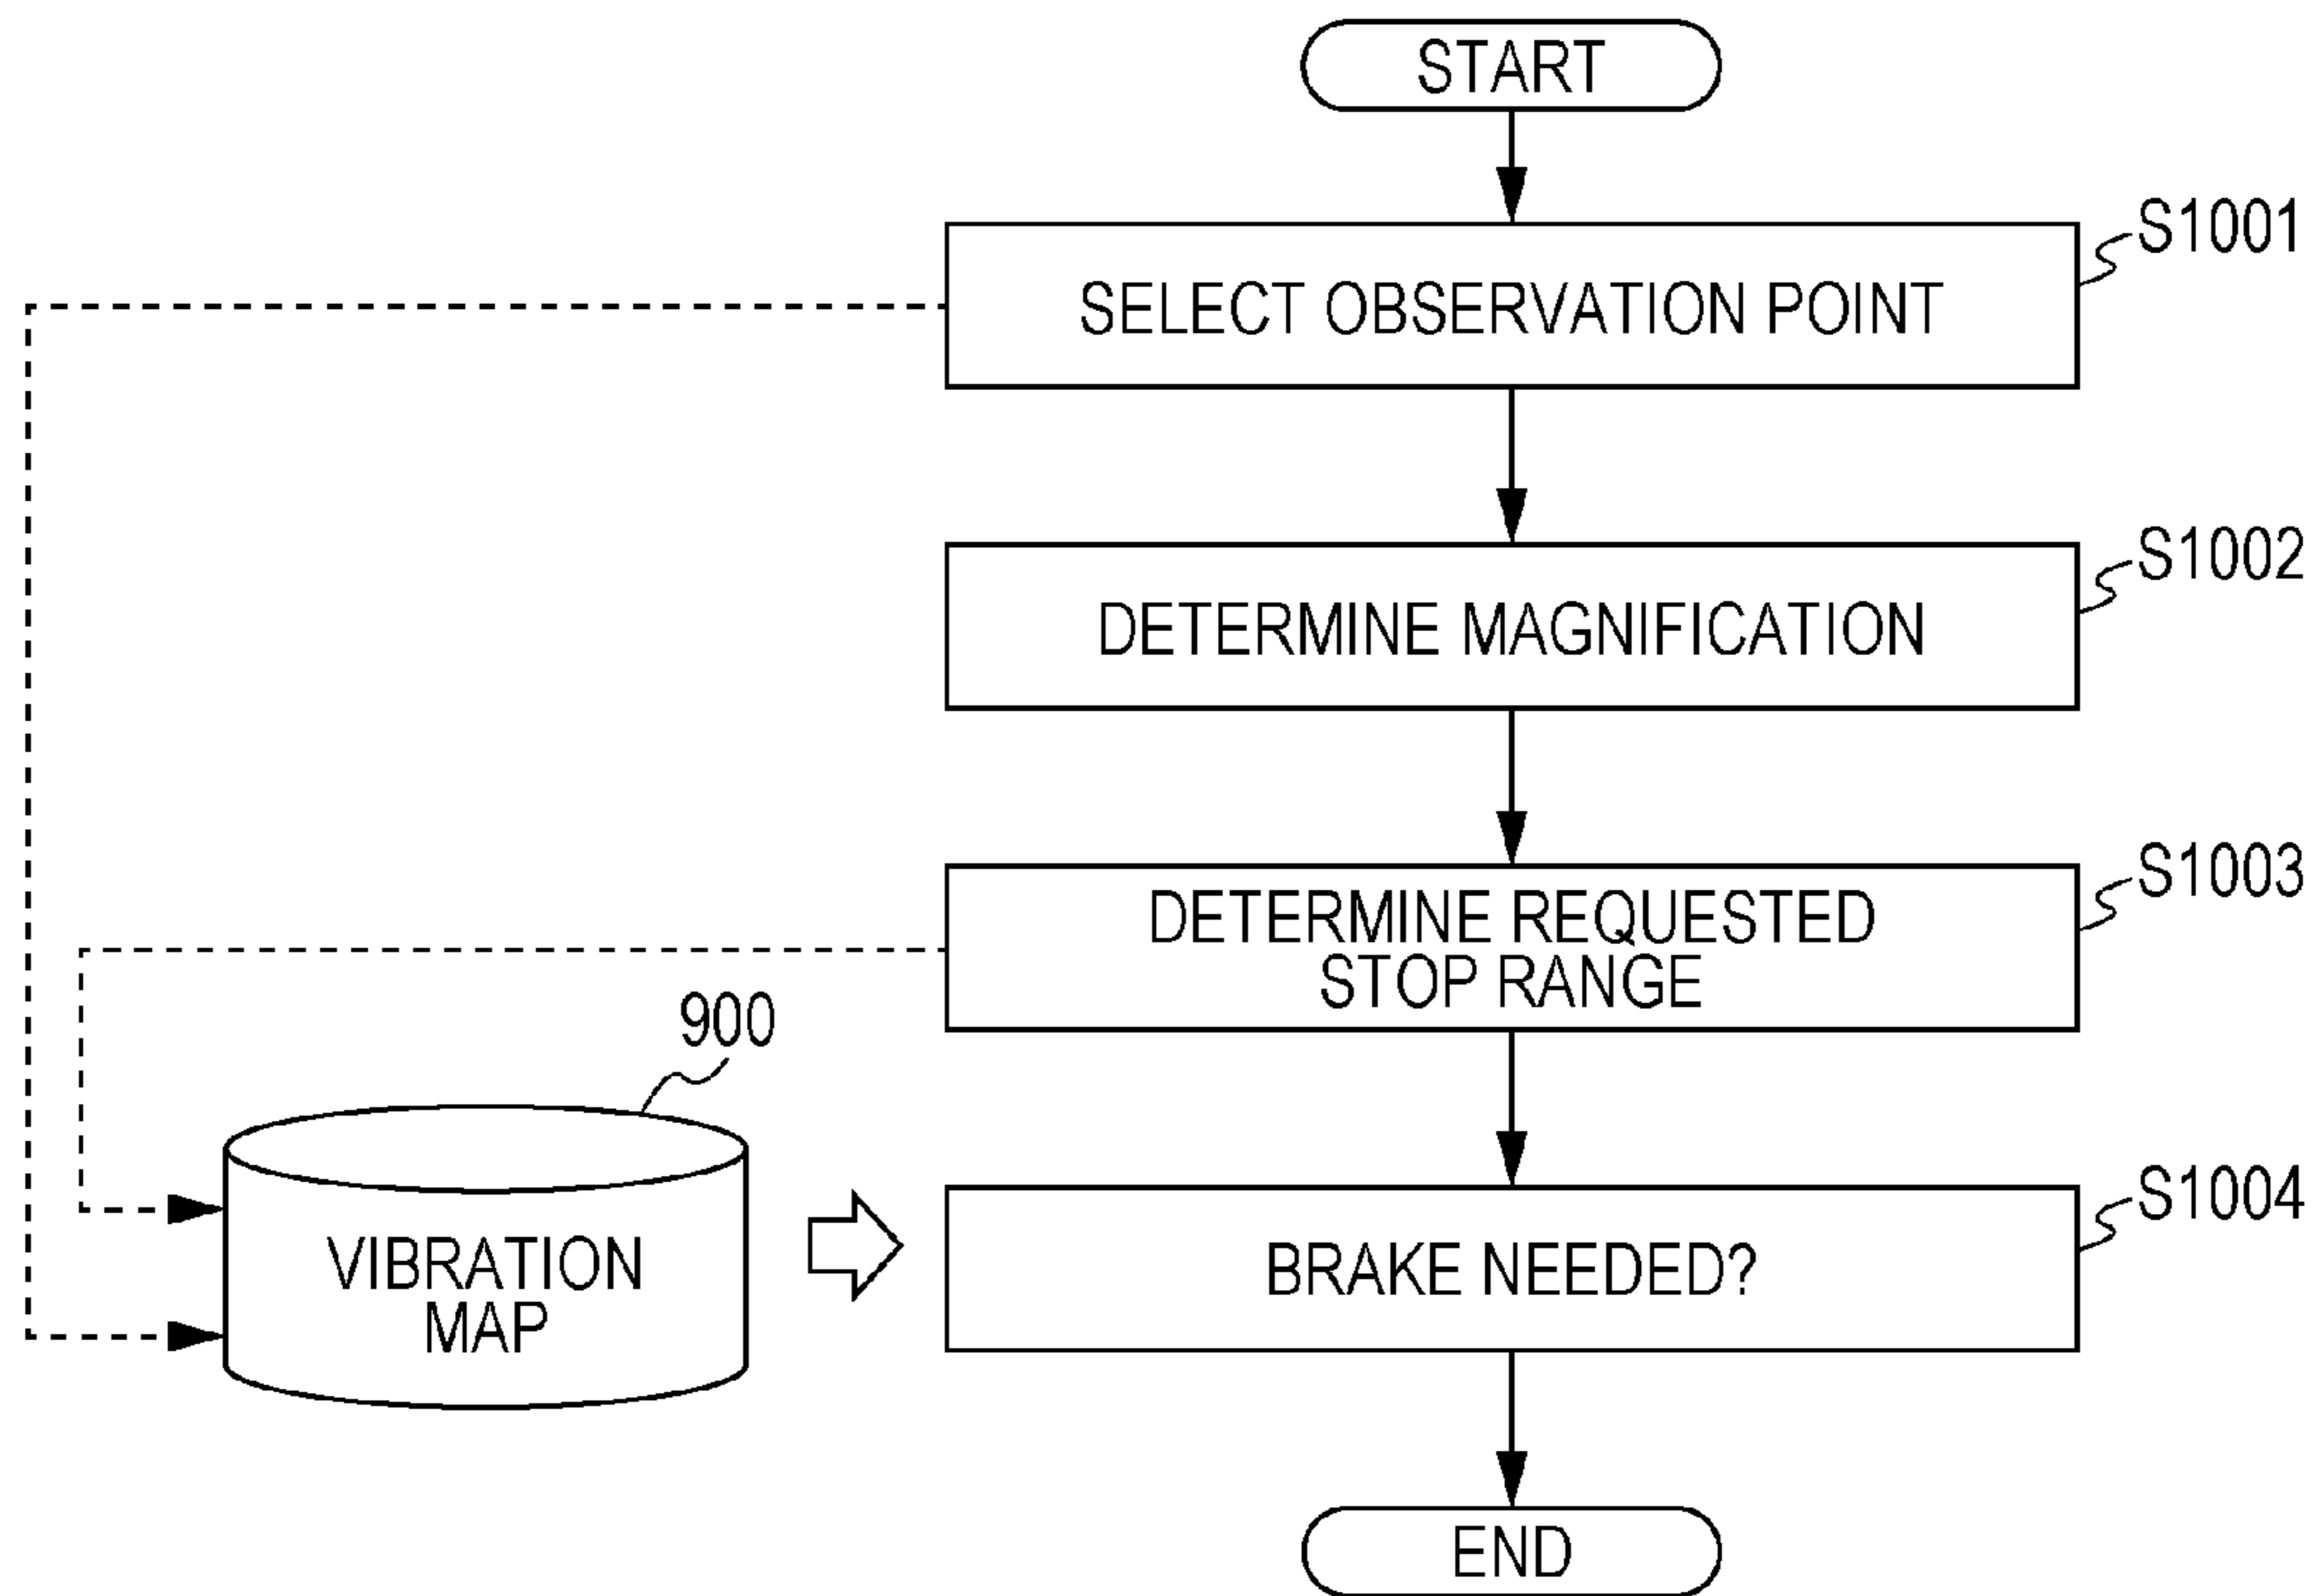 START
S1001
SELECT OBSERVATION POINT
S1002
DETERMINE MAGNIFICATION
S1003
DETERMINE REQUESTED
STOP RANGE
900
VIBRATION
MAP
S1004
BRAKE NEEDED?
END